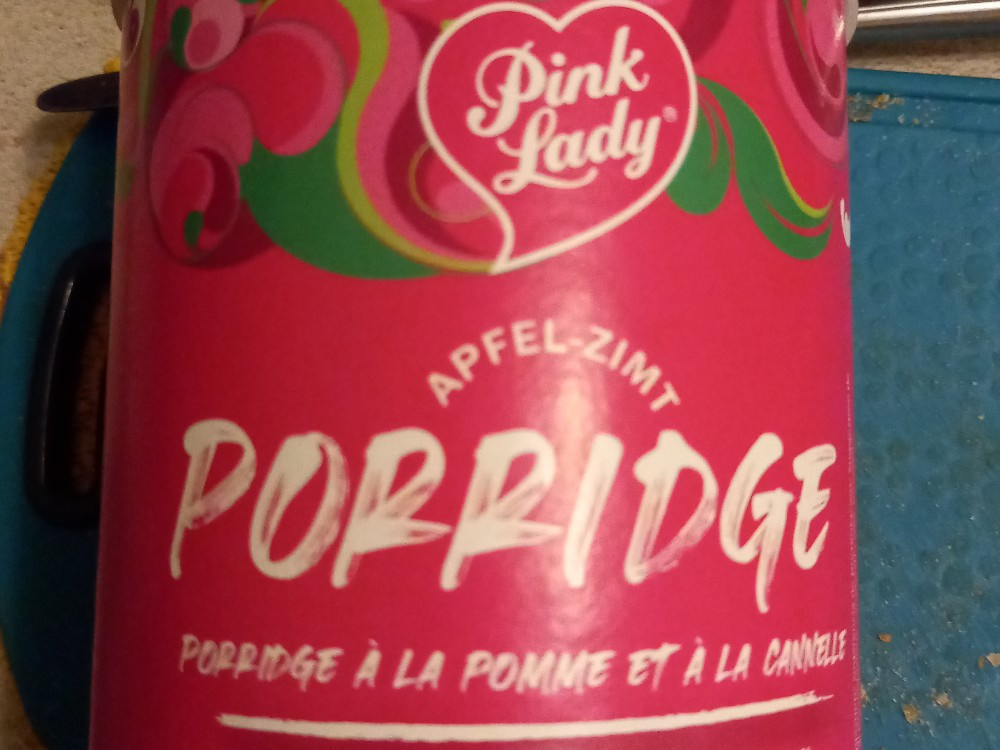 Pink
Lady®
APFEL-ZIMT
PORRIDGE
PORRIDGE À LA POMME ET À LA CANNELLE